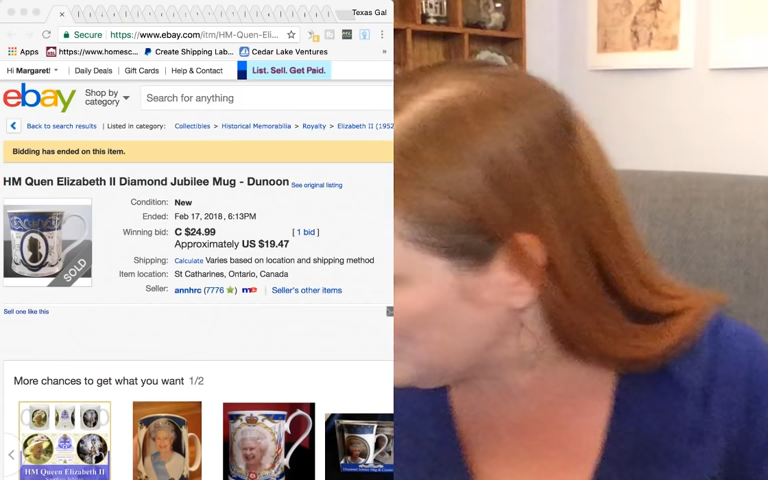 Texas Gal
Secure https://www.ebay.com/itm/HM-Quen-Eli...
Apps https://www.homesc... Create Shipping Lab... Cedar Lake Ventures »
Hi Margaret! Daily Deals Gift Cards Help & Contact List. Sell. Get Paid.
ebay Shop by category Search for anything
Back to search results Listed in category: Collectibles > Historical Memorabilia > Royalty > Elizabeth II (1952
Bidding has ended on this item.
HM Quen Elizabeth II Diamond Jubilee Mug - Dunoon See original listing
Condition: New
Ended: Feb 17, 2018 , 6:13PM
Winning bid: C $24.99 [ 1 bid ]
Approximately US $19.47
Shipping: Calculate Varies based on location and shipping method
Item location: St Catharines, Ontario, Canada
Seller: annhrc (7776 ) me | Seller's other items
SOLD
Sell one like this
More chances to get what you want 1/2
HM Queen Elizabeth II